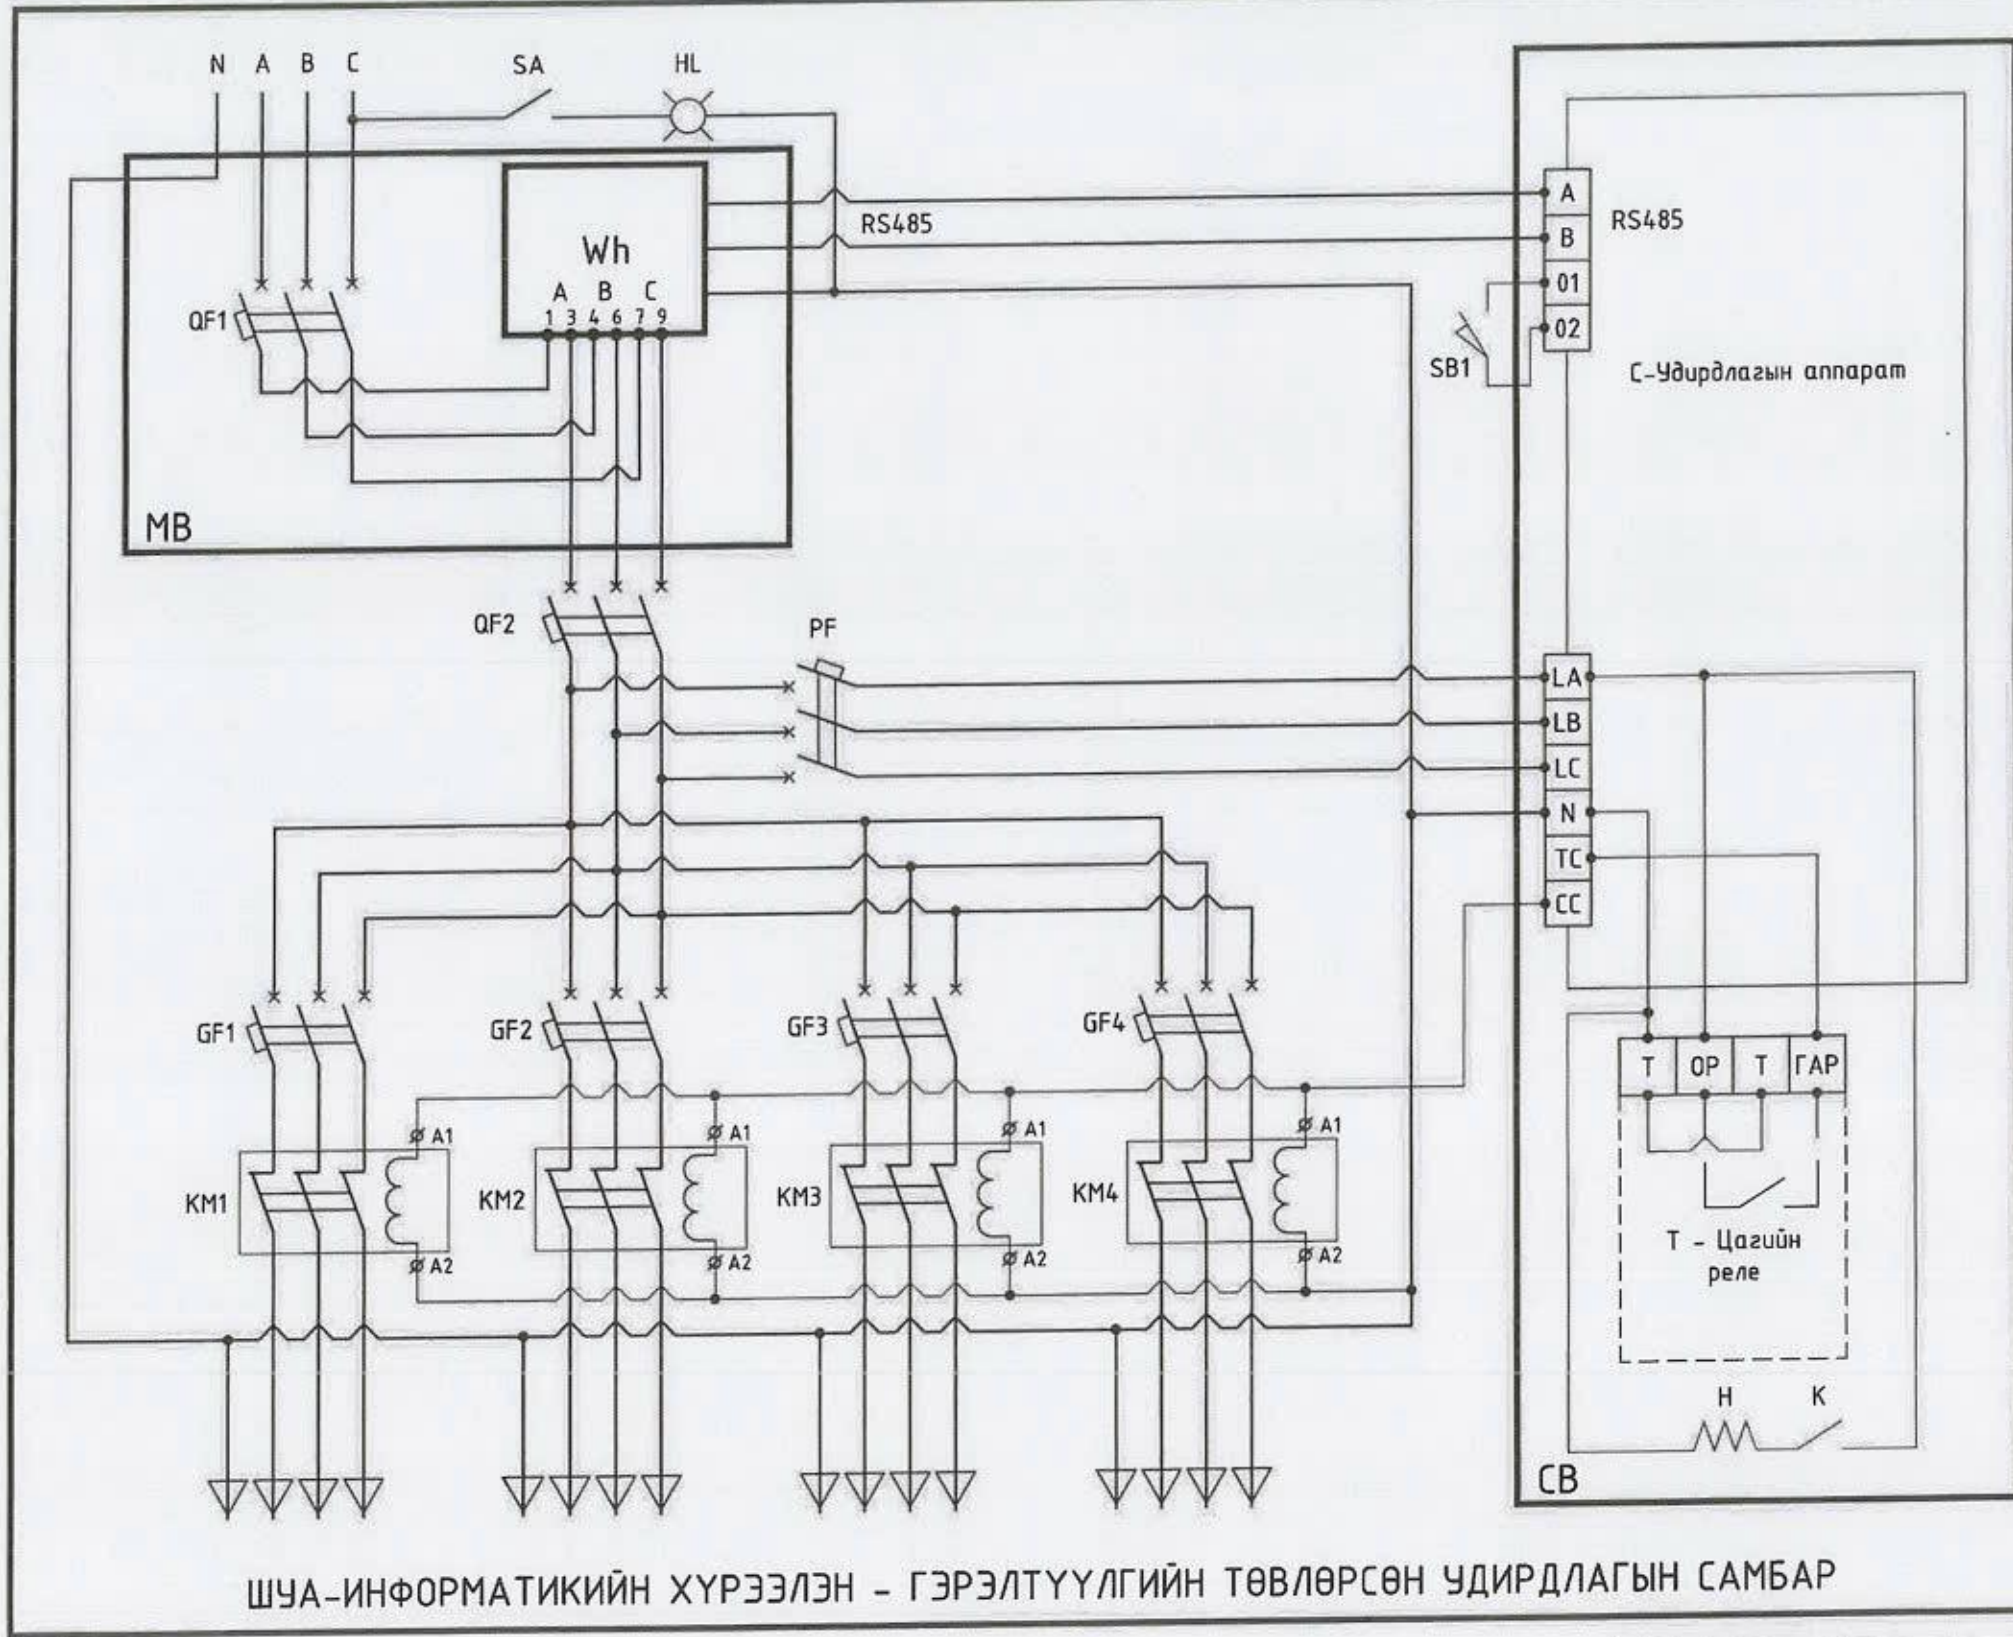 N A B C SA HL
Wh
RS485
A B C
1 3 4 6 7 9
QF1
MB
A
B
01
02
RS485
SB1
С-Удирдлагын аппарат
QF2
PF
LA
LB
LC
N
TC
CC
GF1 GF2 GF3 GF4
A1 A1 A1 A1
KM1 KM2 KM3 KM4
A2 A2 A2 A2
Т ОР Т ГАР
Т - Цагийн
реле
H K
CB
ШУА-ИНФОРМАТИКИЙН ХҮРЭЭЛЭН - ГЭРЭЛТҮҮЛГИЙН ТӨВЛӨРСӨН УДИРДЛАГЫН САМБАР